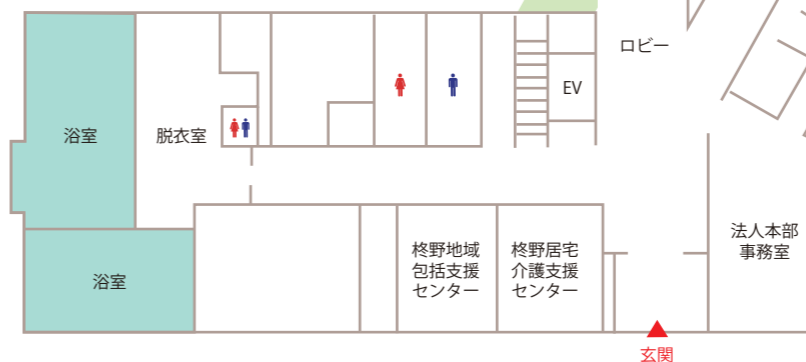 ロビー
EV
浴室
脱衣室
柊野地域
包括支援
センター
柊野居宅
介護支援
センター
法人本部
事務室
浴室
玄関